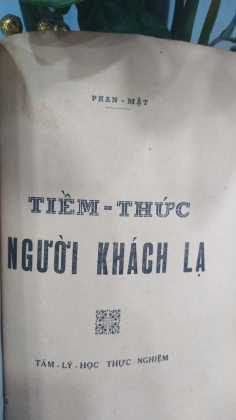 PHAN - MẬT
TIỀM - THỨC
NGƯỜI KHÁCH LẠ
TÂM - LÝ - HỌC THỰC - NGHIỆM